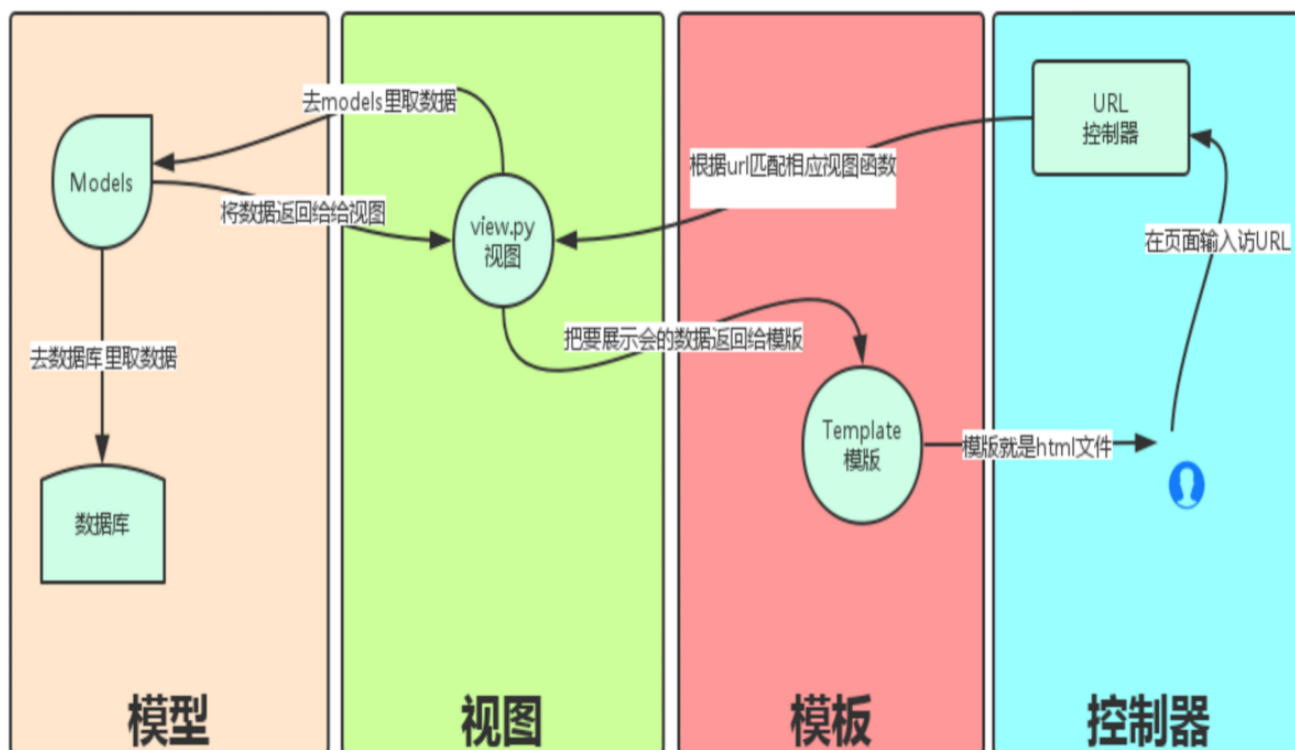 去models里取数据
URL
控制器
根据url匹配相应视图函数
Models
将数据返回给给视图
view.py
视图
在页面输入访URL
去数据库里取数据
把要展示会的数据返回给模版
Template
模版
模版就是html文件
数据库
模型
视图
模板
控制器